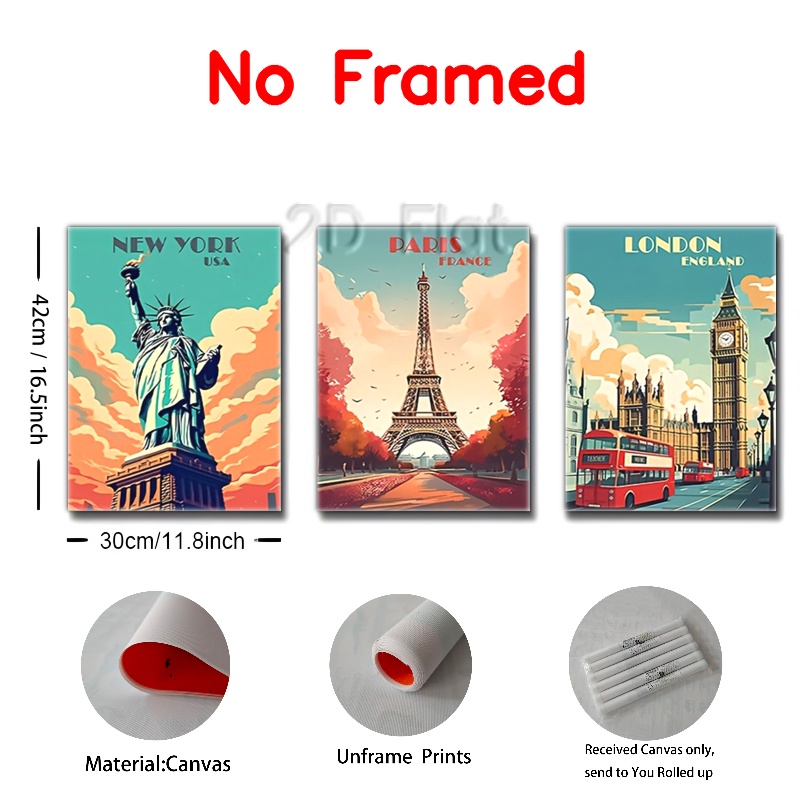 No Framed
2D Flat
NEW YORK
USA
PARIS
FRANCE
LONDON
ENGLAND
42cm / 16.5inch
30cm/11.8inch
Material:Canvas
Unframe Prints
Received Canvas only,
send to You Rolled up